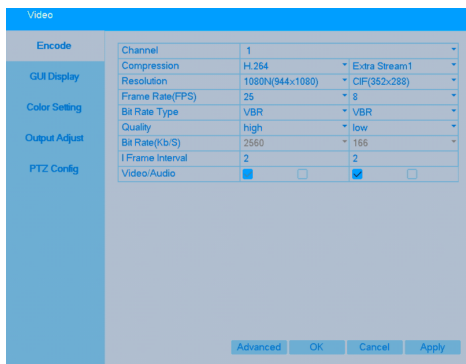 Video
Encode
GUI Display
Color Setting
Output Adjust
PTZ Config
Channel 1
Compression H.264 Extra Stream1
Resolution 1080N(944x1080) CIF(352x288)
Frame Rate(FPS) 25 8
Bit Rate Type VBR VBR
Quality high low
Bit Rate(Kb/S) 2560 166
I Frame Interval 2 2
Video/Audio
Advanced OK Cancel Apply